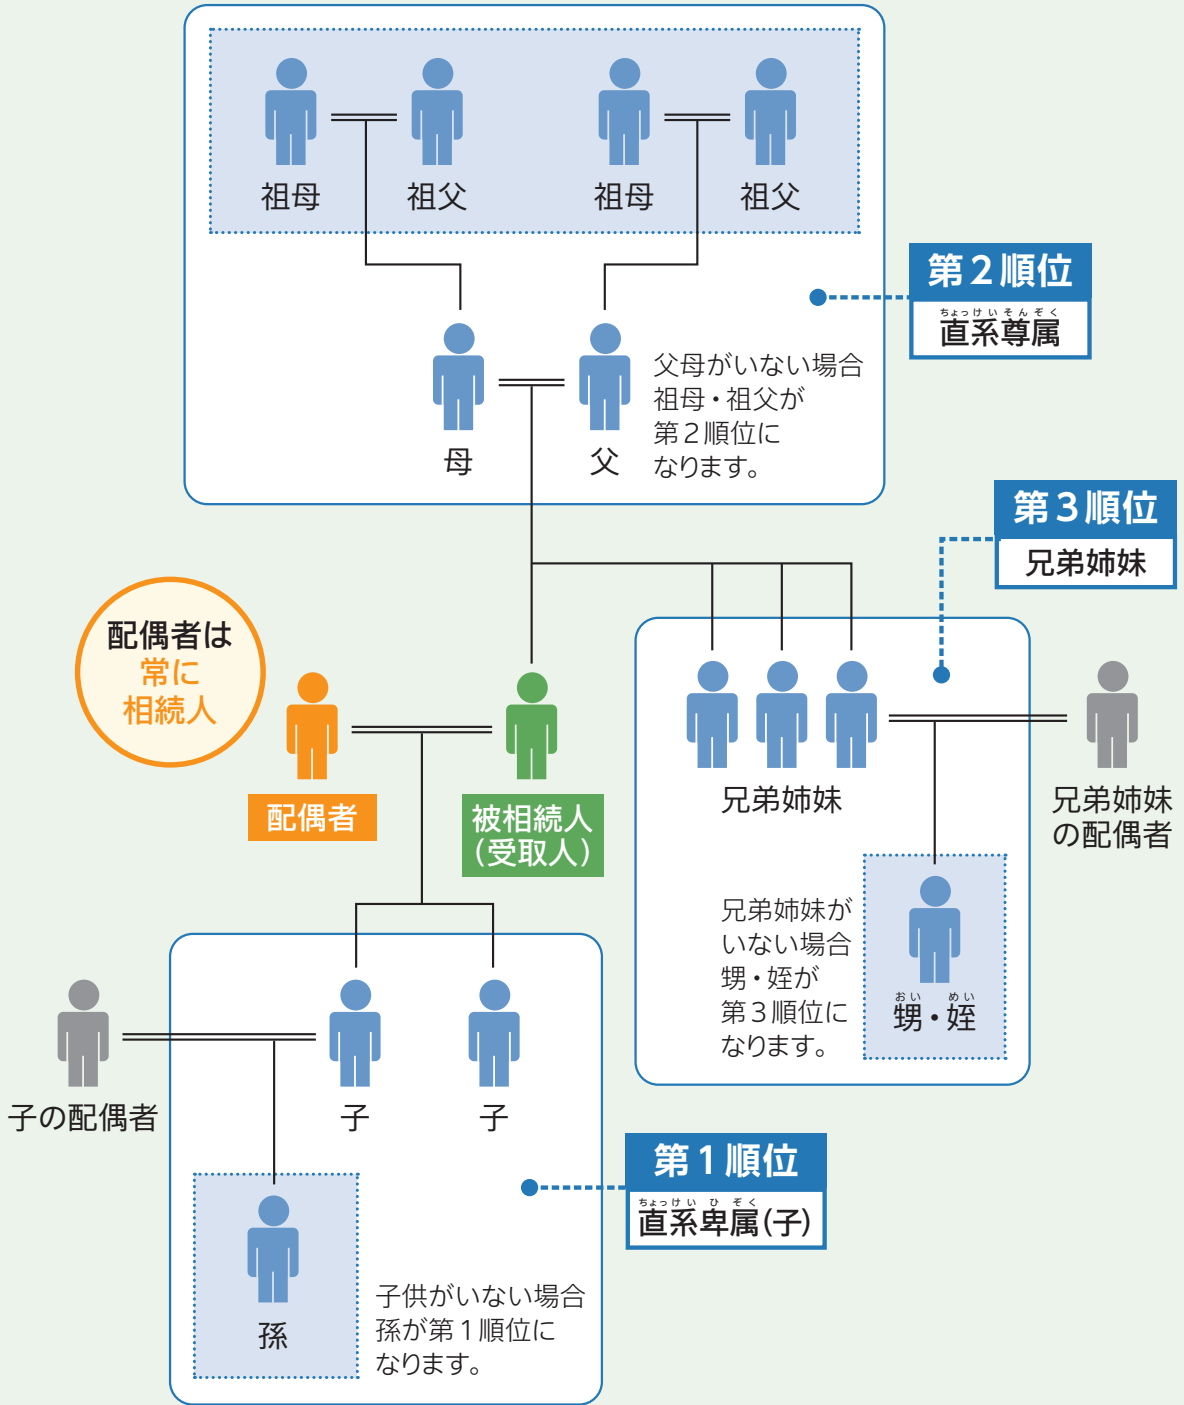 祖母
祖父
祖母
祖父
第2順位
ちょっけいそんぞく
直系尊属
父母がいない場合
祖母・祖父が
第2順位に
なります。
母
父
第3順位
兄弟姉妹
配偶者は
常に
相続人
配偶者
被相続人
(受取人)
兄弟姉妹
兄弟姉妹
の配偶者
兄弟姉妹が
いない場合
甥・姪が
第3順位に
なります。
おい めい
甥・姪
子の配偶者
子
子
第1順位
ちょっけいひぞく
直系卑属(子)
孫
子供がいない場合
孫が第1順位に
なります。